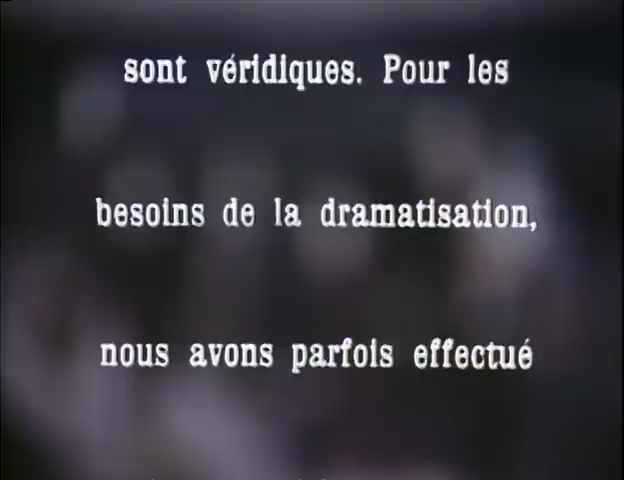 sont véridiques. Pour les
besoins de la dramatisation,
nous avons parfois effectué